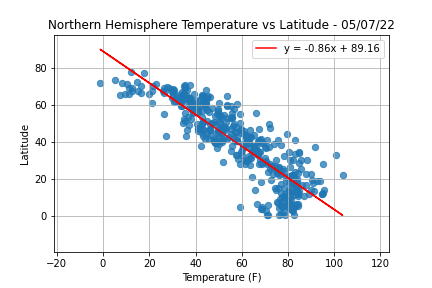 Northern Hemisphere Temperature vs Latitude - 05/07/22
y = -0.86x + 89.16
80
60
40
20
0
Latitude
−20 0 20 40 60 80 100 120
Temperature (F)